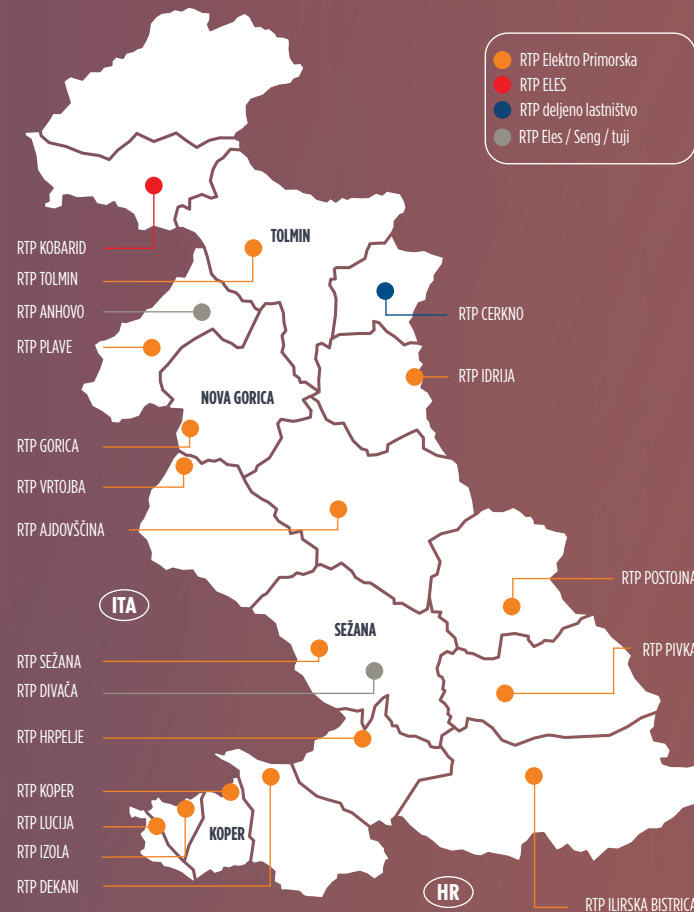 RTP Elektro Primorska
RTP ELES
RTP deljeno lastništvo
RTP Eles / Seng / tuji
TOLMIN
RTP KOBARID
RTP TOLMIN
RTP ANHOVO
RTP CERKNO
RTP PLAVE
RTP IDRIJA
NOVA GORICA
RTP GORICA
RTP VRTOJBA
RTP AJDOVŠČINA
RTP POSTOJNA
ITA
SEŽANA
RTP PIVKA
RTP SEŽANA
RTP DIVAČA
RTP HRPELJE
RTP KOPER
RTP LUCIJA
KOPER
RTP IZOLA
RTP DEKANI
HR
RTP ILIRSKA BISTRICA